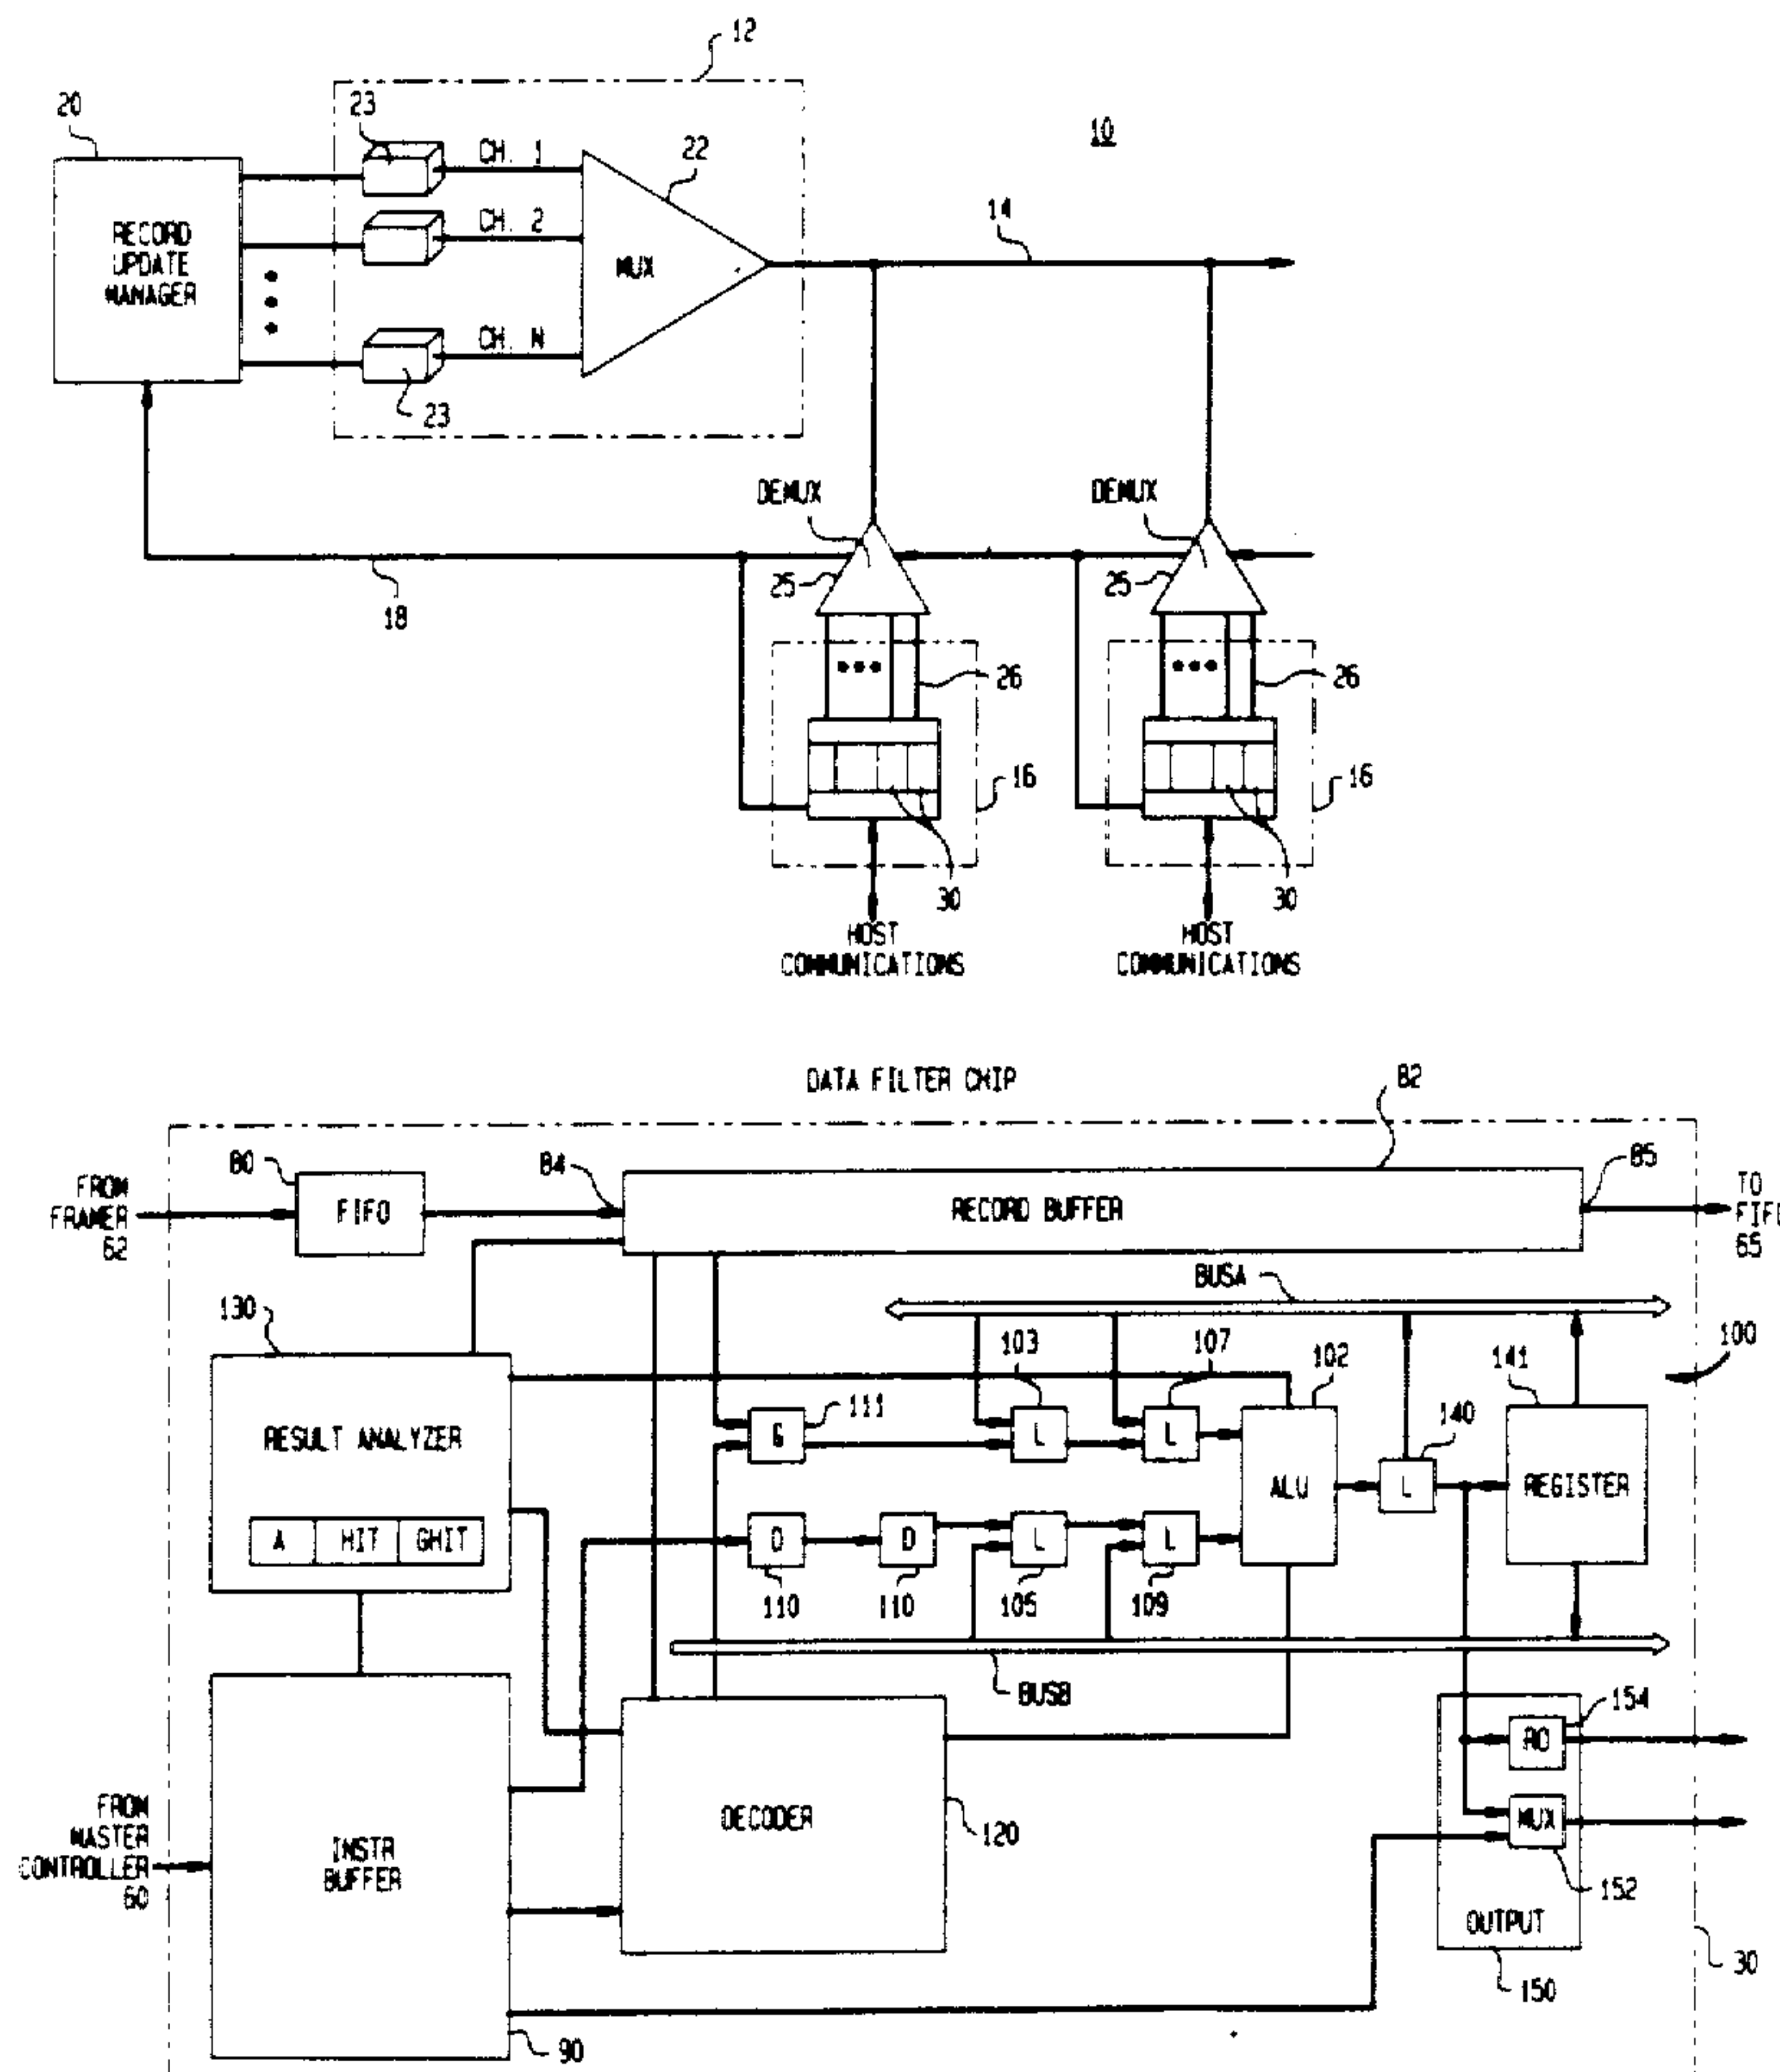 12
20
23
CH. 1
22
10
RECORD
UPDATE
MANAGER
CH. 2
MUX
14
CH. N
23
DEMUX
DEMUX
18
25
25
26
26
16
16
30
30
HOST
COMMUNICATIONS
HOST
COMMUNICATIONS
DATA FILTER CHIP
82
FROM
FRAMER
62
80
FIFO
84
RECORD BUFFER
85
TO
65
BUSA
130
103
107
102
141
100
RESULT ANALYZER
G
111
L
L
140
ALU
L
REGISTER
A
HIT
GHIT
D
D
L
L
110
110
105
109
BUSB
154
FROM
MASTER
CONTROLLER
60
INSTR
BUFFER
DECODER
120
MUX
152
OUTPUT
150
30
90